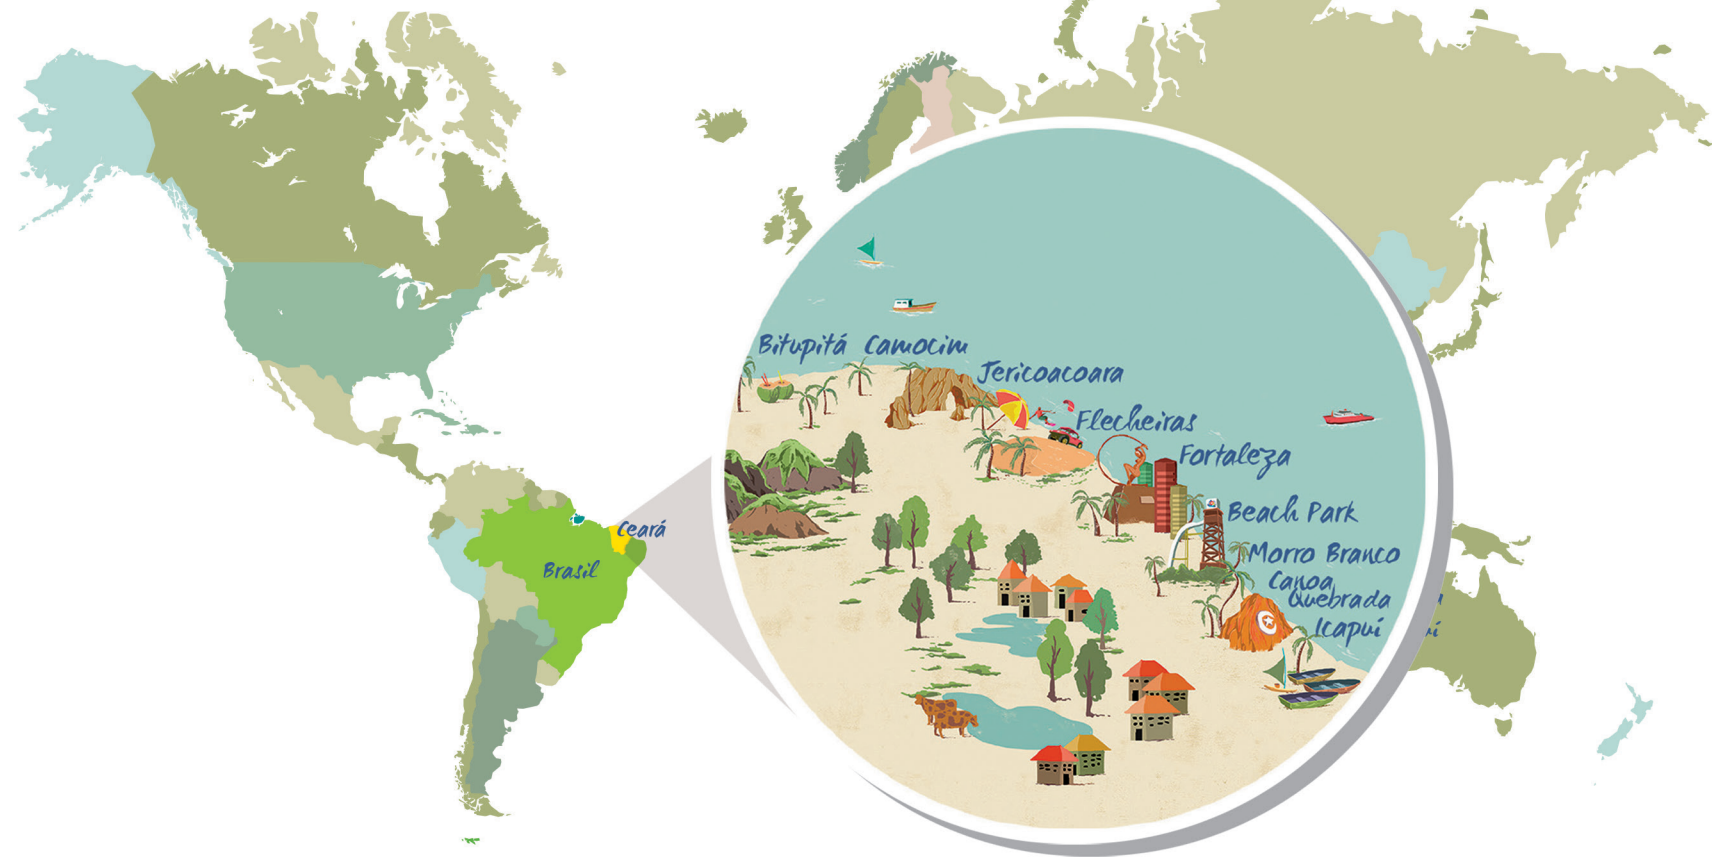 Bitupitá Camocim
Jericoacoara
Flecheiras
Fortaleza
Beach Park
Ceará
Morro Branco
Brasil
Canoa
Quebrada
Icapuí